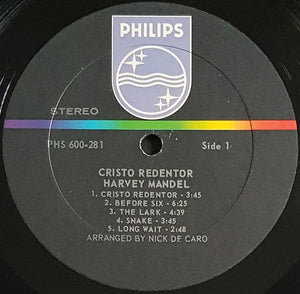 PHILIPS
STEREO
PHS 600-281 Side 1
CRISTO REDENTOR
HARVEY MANDEL
1. CRISTO REDENTOR - 3:45
2. BEFORE SIX - 6:25
3. THE LARK - 4:39
4. SNAKE - 3:45
5. LONG WAIT - 2:48
ARRANGED BY NICK DE CARO